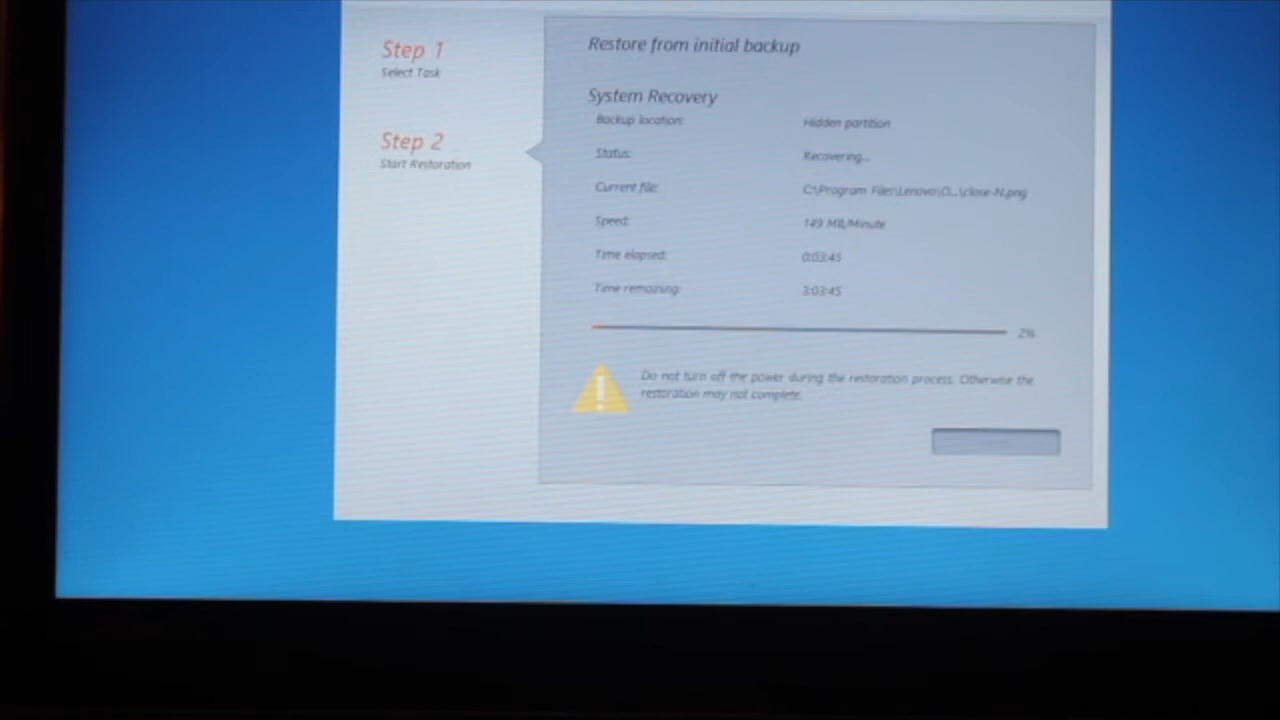 Step 1
Select Task
Step 2
Start Restoration
Restore from initial backup
System Recovery
Backup location: Hidden partition
Status: Recovering...
Current file: C:\Program Files\Lenovo\O...\close-N.png
Speed: 149 MB/Minute
Time elapsed: 0:03:45
Time remaining: 3:03:45
2%
Do not turn off the power during the restoration process. Otherwise the
restoration may not complete.